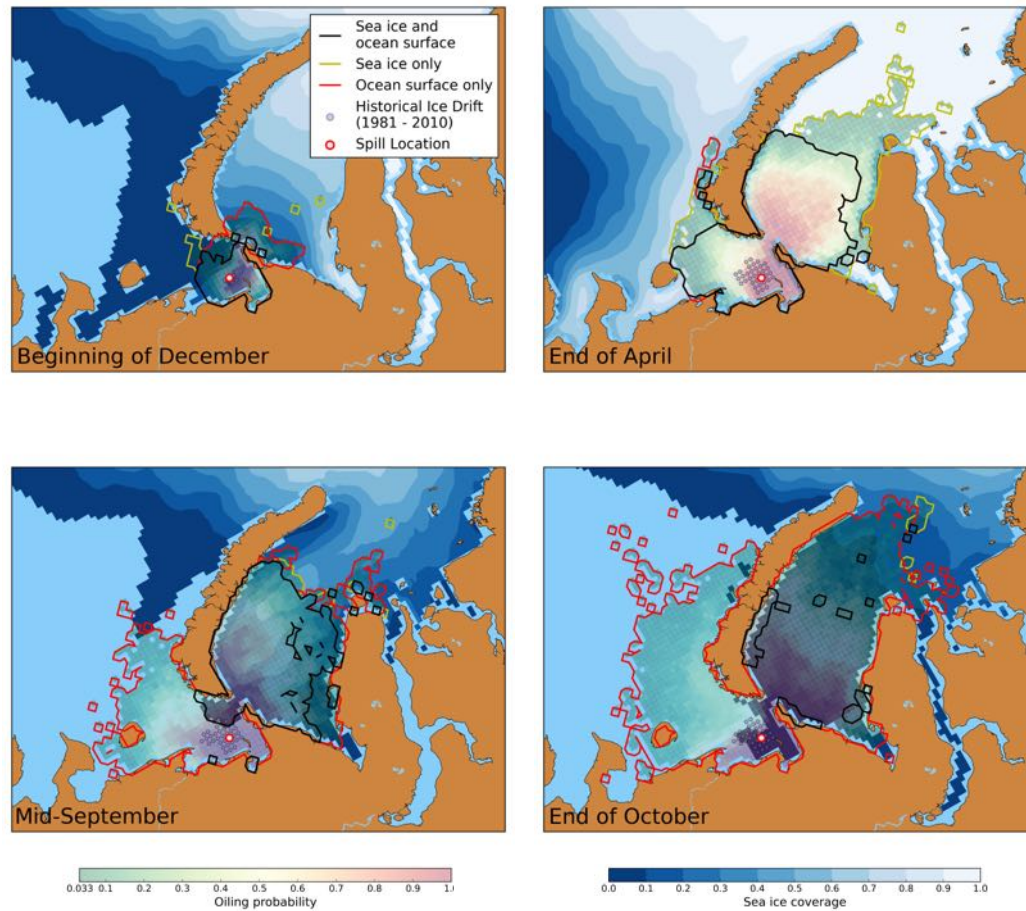 Sea ice and
ocean surface
Sea ice only
Ocean surface only
Historical Ice Drift
(1981 - 2010)
Spill Location
Beginning of December
End of April
Mid-September
End of October
0.033 0.1 0.2 0.3 0.4 0.5 0.6 0.7 0.8 0.9 1.
Oiling probability
0.0 0.1 0.2 0.3 0.4 0.5 0.6 0.7 0.8 0.9 1.0
Sea ice coverage